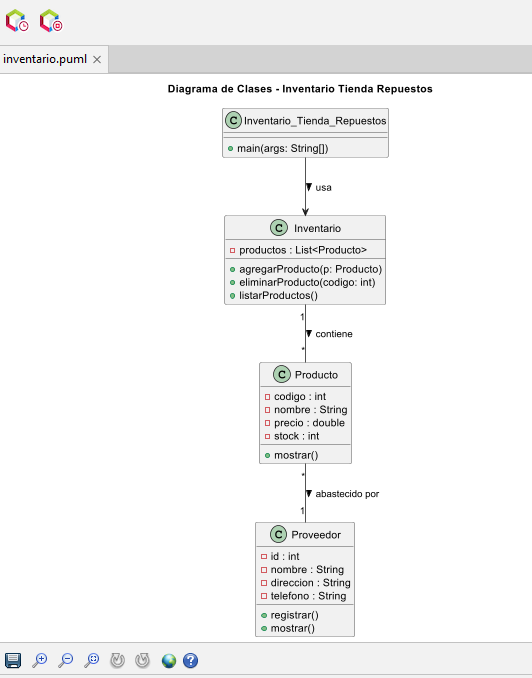 inventario.puml
Diagrama de Clases - Inventario Tienda Repuestos
C Inventario_Tienda_Repuestos
main(args: String[])
usa
C Inventario
productos : List<Producto>
agregarProducto(p: Producto)
eliminarProducto(codigo: int)
listarProductos()
1
contiene
*
C Producto
codigo : int
nombre : String
precio : double
stock : int
mostrar()
*
abastecido por
1
C Proveedor
id : int
nombre : String
direccion : String
telefono : String
registrar()
mostrar()